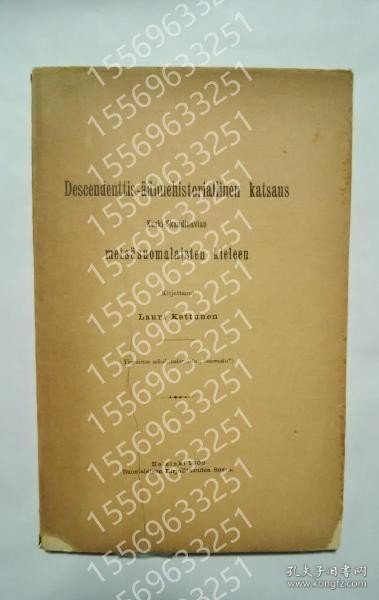 Descendenttis-äännehistoriallinen katsaus
Keski-Skandinavian
metsäsuomalaisten kieleen
Kirjottanut
Lauri Kettunen
Helsinki 1909
Suomalaisen Kirjallisuuden Seura.
15569633251
孔夫子旧书网